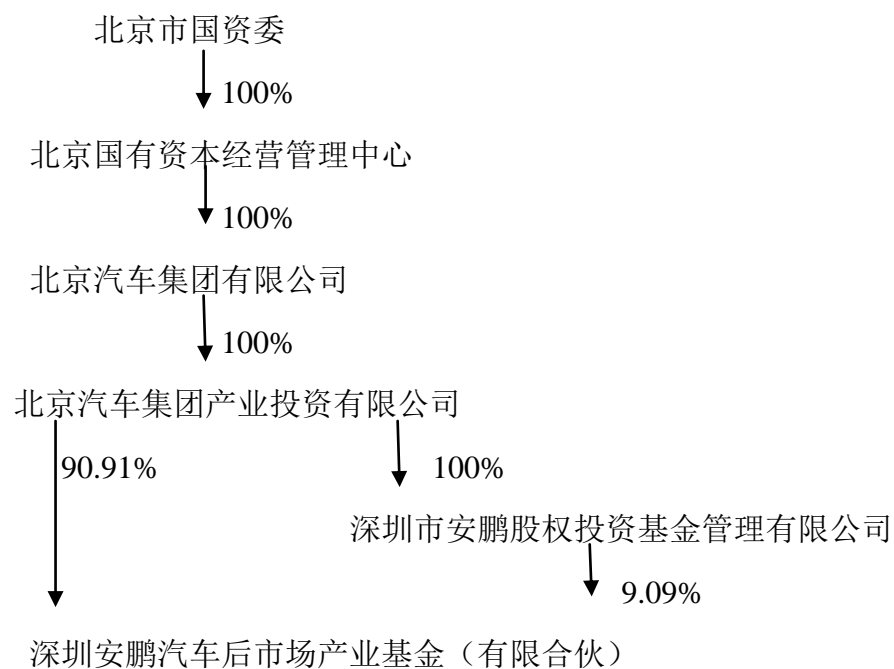 北京市国资委
100%
北京国有资本经营管理中心
100%
北京汽车集团有限公司
100%
北京汽车集团产业投资有限公司
90.91%
100%
深圳市安鹏股权投资基金管理有限公司
9.09%
深圳安鹏汽车后市场产业基金（有限合伙）